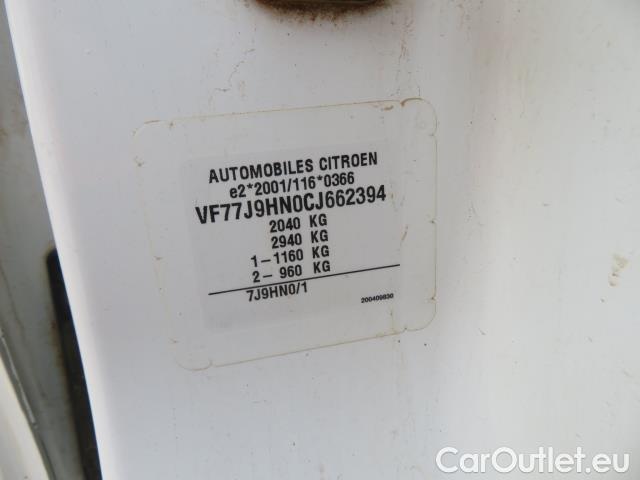 AUTOMOBILES CITROEN
e2*2001/116*0366
VF77J9HN0CJ662394
2040 KG
2940 KG
1-1160 KG
2- 960 KG
7J9HN0/1
200409830
CarOutlet.eu